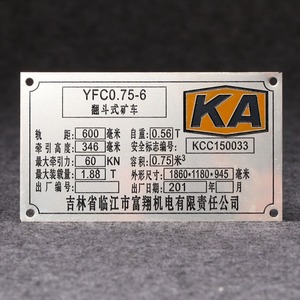 YFC0.75-6
翻斗式矿车
KA
轨 距: 600 毫米 自重: 0.56 T
牵引高度: 346 毫米 安全标志编号: KCC150033
最大牵引力: 60 KN 容积: 0.75 米³
最大装载量: 1.88 T 外形尺寸: 1860×1180×945 毫米
出厂编号: 出厂日期: 201 年 月
吉林省临江市富翔机电有限责任公司